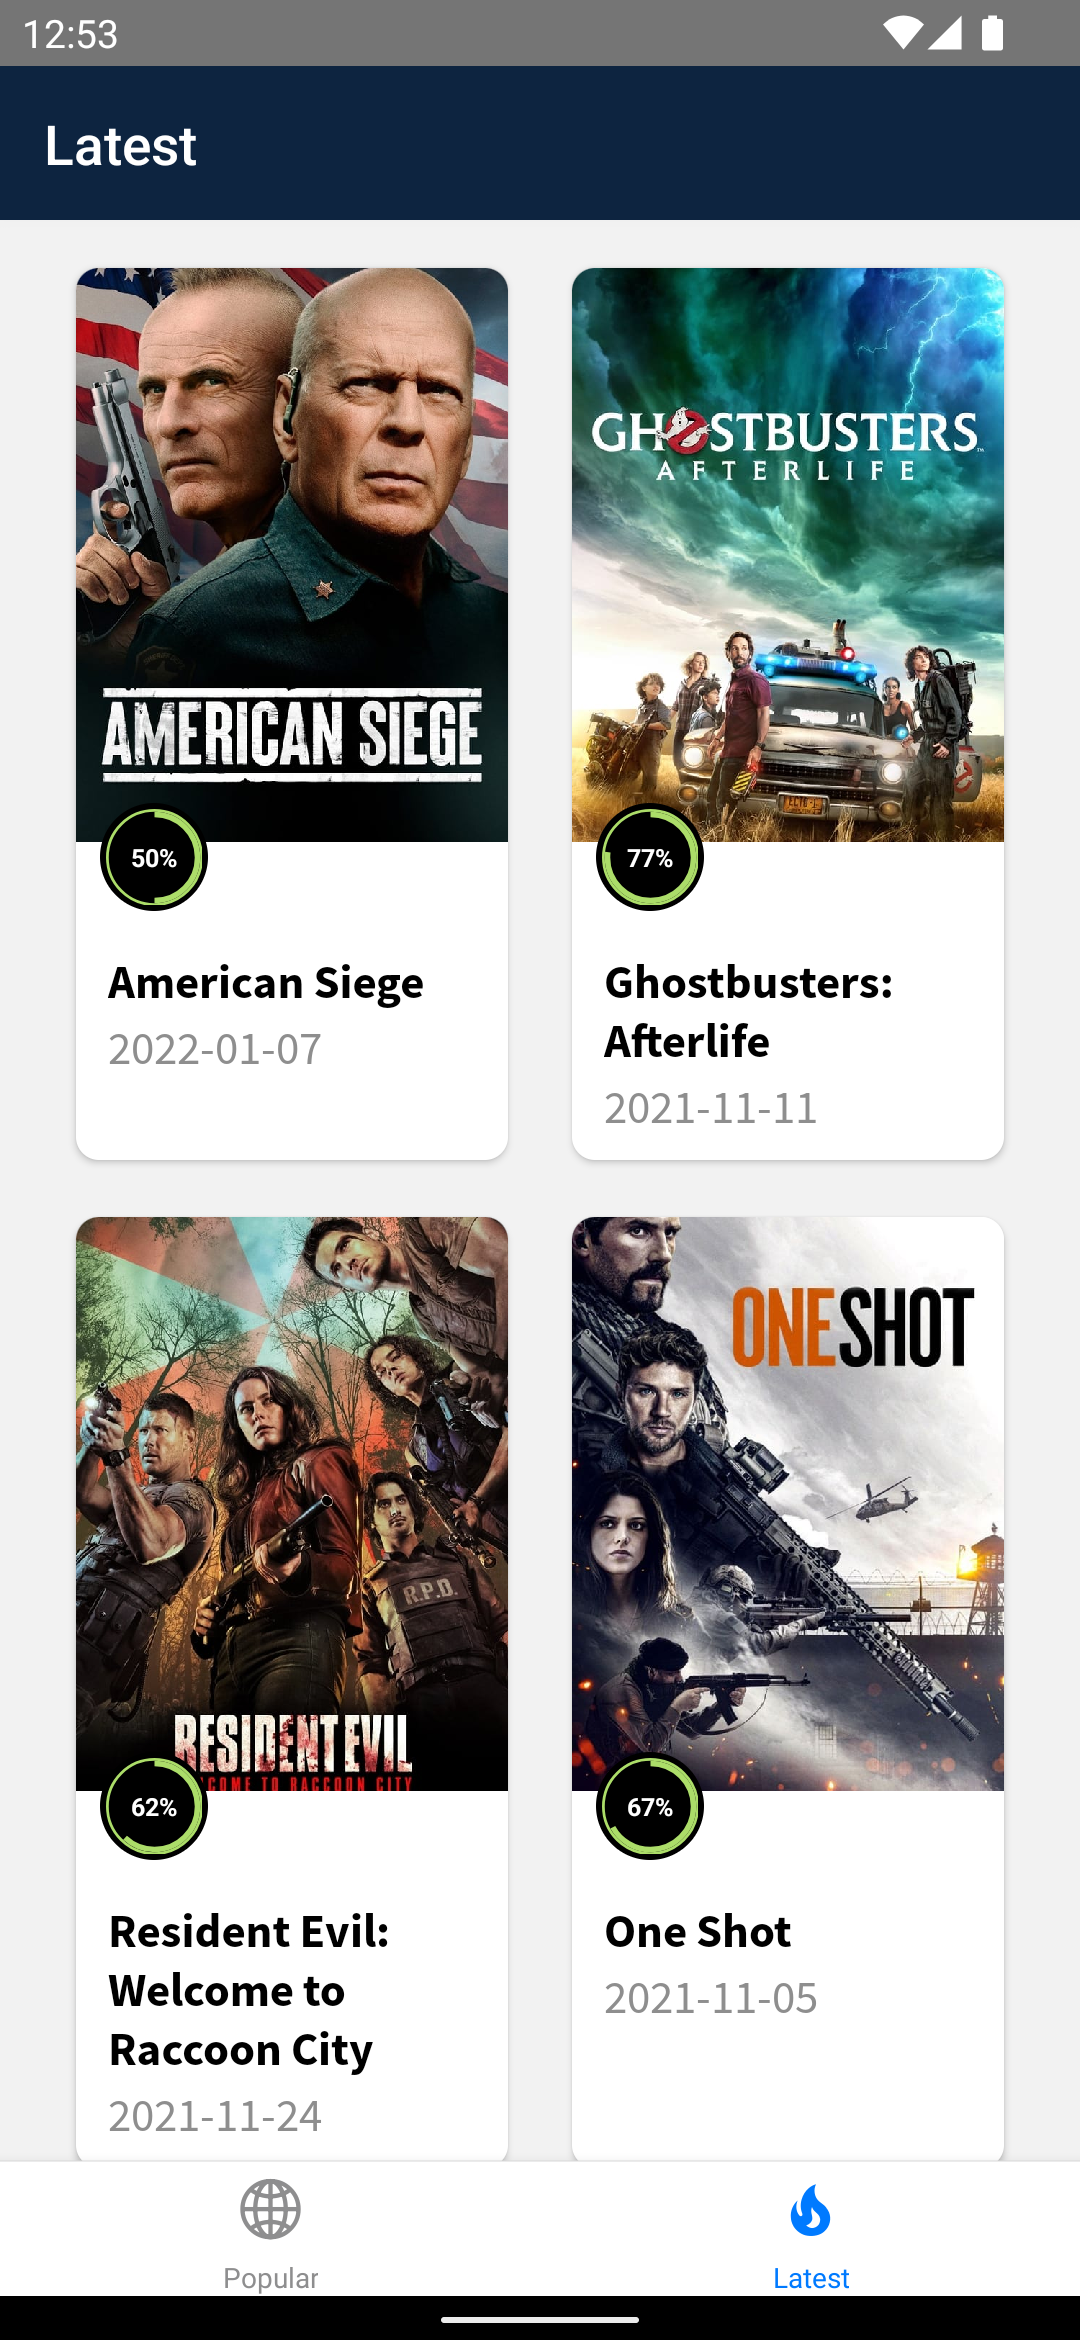 12:53
Latest
AMERICAN SIEGE
50%
American Siege
2022-01-07
GHOSTBUSTERS
AFTERLIFE
77%
Ghostbusters:
Afterlife
2021-11-11
R.P.D.
RESIDENT EVIL
COME TO RACCOON CITY
62%
Resident Evil:
Welcome to
Raccoon City
2021-11-24
ONE SHOT
67%
One Shot
2021-11-05
Popular
Latest